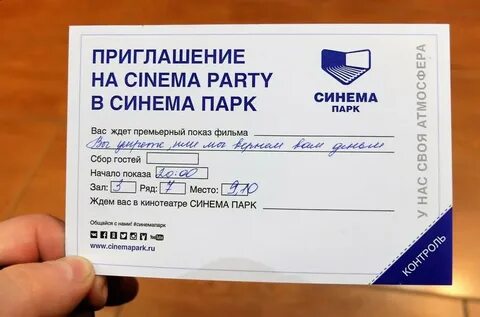 ПРИГЛАШЕНИЕ
НА CINEMA PARTY
В СИНЕМА ПАРК
СИНЕМА
ПАРК
Вас ждет премьерный показ фильма
Вы умрете, или мы вернем вам деньги
Сбор гостей
Начало показа 20:00
Зал: 3 Ряд: 7 Место: 9,10
Ждем вас в кинотеатре СИНЕМА ПАРК
Общайся с нами! #синемапарк
www.cinemapark.ru
У НАС СВОЯ АТМОСФЕРА
КОНТРОЛЬ